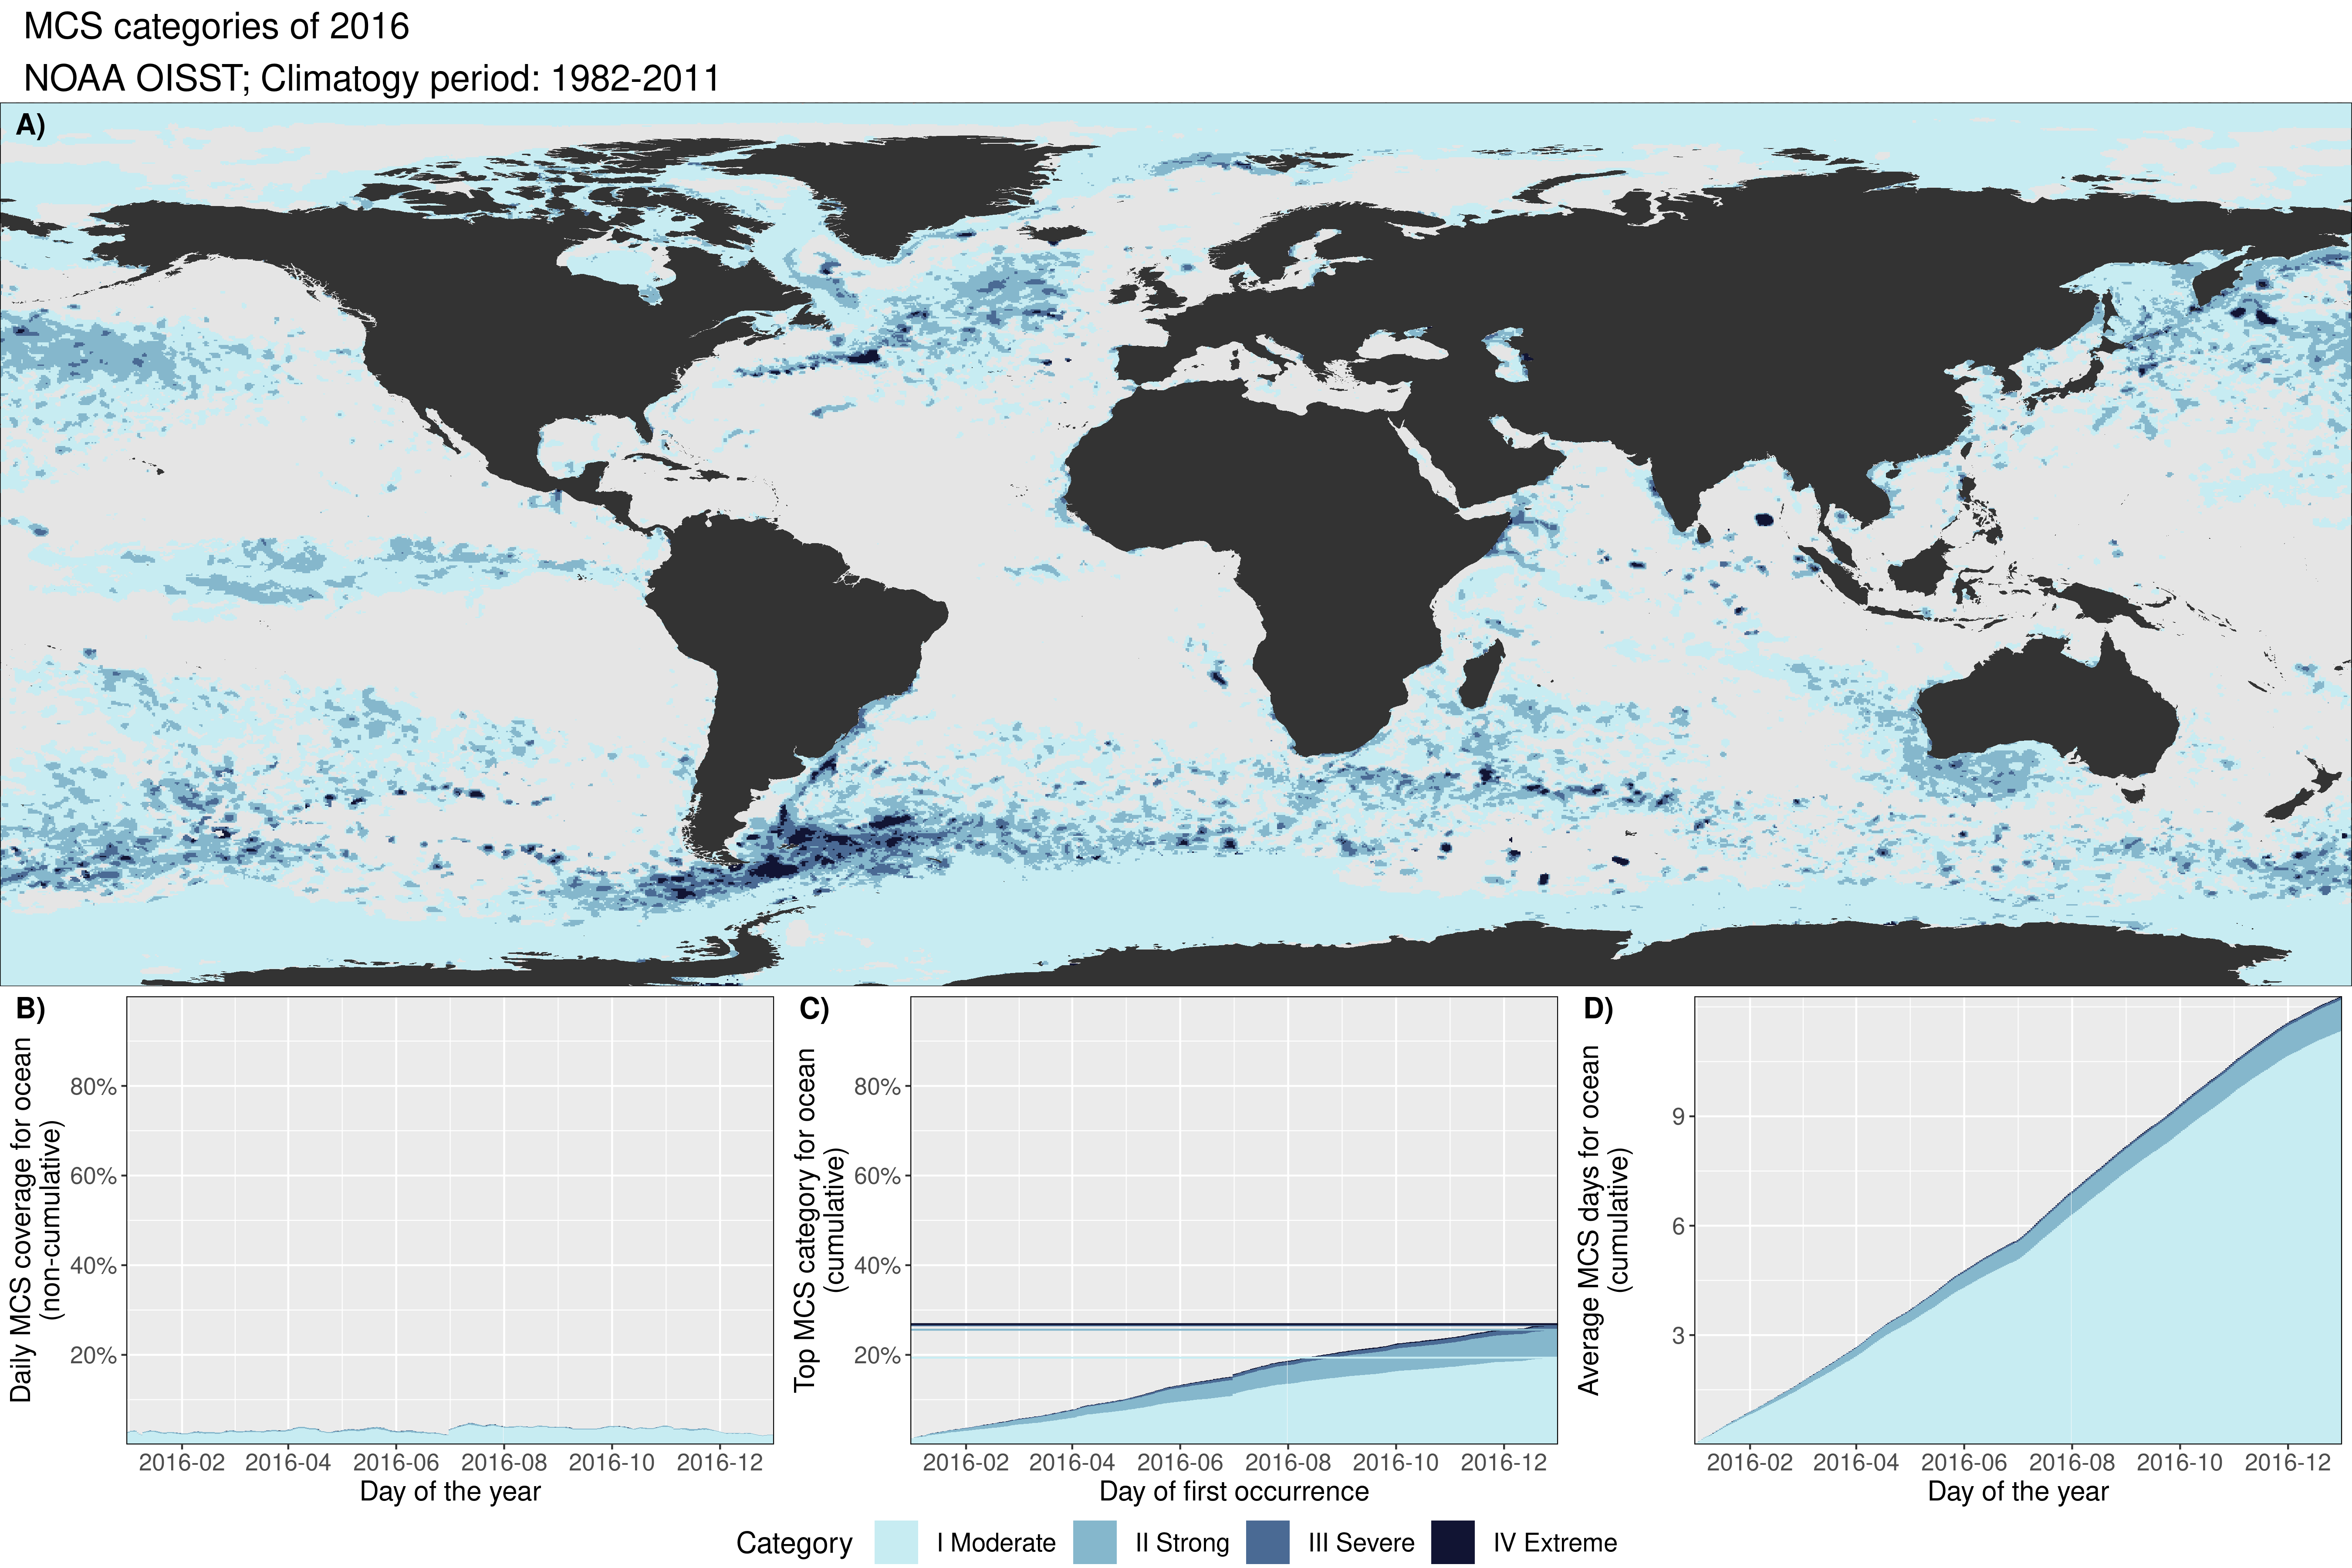 MCS categories of 2016
NOAA OISST; Climatogy period: 1982-2011
A)
B)
Daily MCS coverage for ocean
(non-cumulative)
80%
60%
40%
20%
2016-02 2016-04 2016-06 2016-08 2016-10 2016-12
Day of the year
C)
Top MCS category for ocean
(cumulative)
80%
60%
40%
20%
2016-02 2016-04 2016-06 2016-08 2016-10 2016-12
Day of first occurrence
D)
Average MCS days for ocean
(cumulative)
9
6
3
2016-02 2016-04 2016-06 2016-08 2016-10 2016-12
Day of the year
Category I Moderate II Strong III Severe IV Extreme